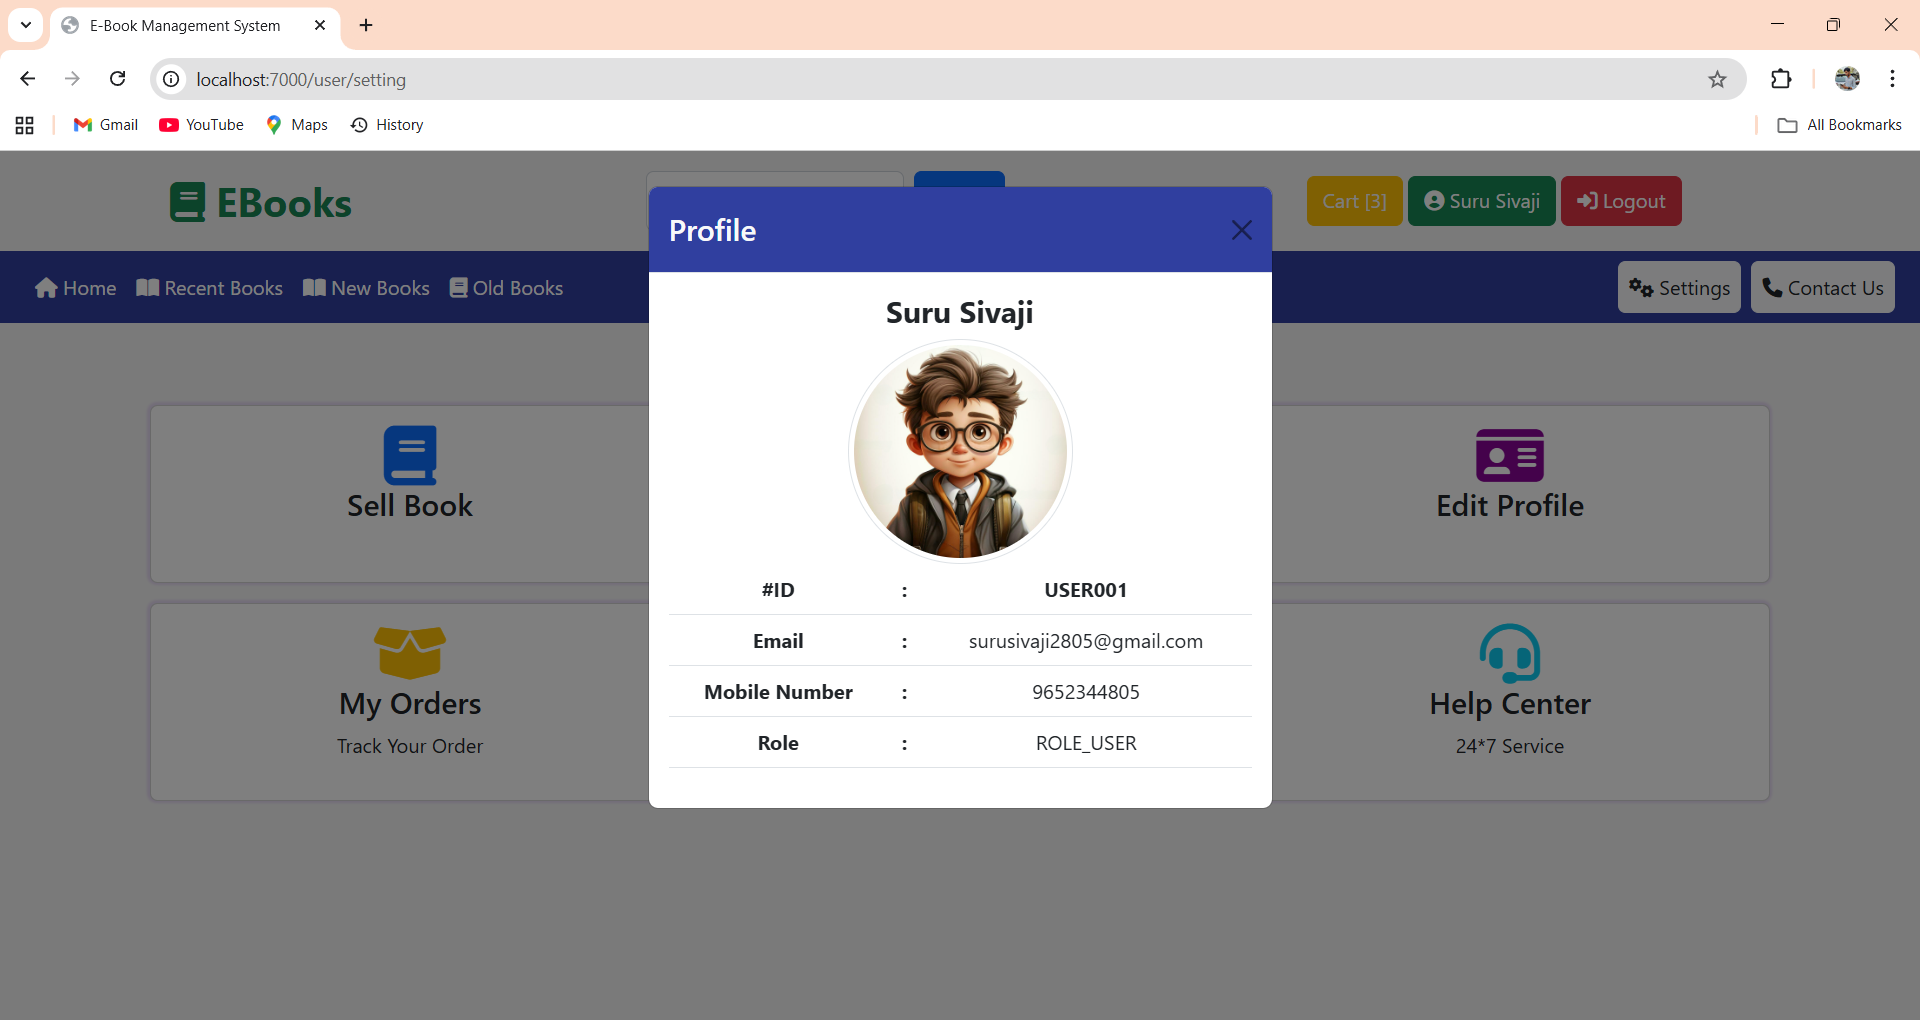 E-Book Management System
localhost:7000/user/setting
Gmail YouTube Maps History All Bookmarks
EBooks
Cart [3] Suru Sivaji Logout
Home Recent Books New Books Old Books Settings Contact Us
Profile
Suru Sivaji
#ID : USER001
Email : surusivaji2805@gmail.com
Mobile Number : 9652344805
Role : ROLE_USER
Sell Book
Edit Profile
My Orders
Track Your Order
Help Center
24*7 Service